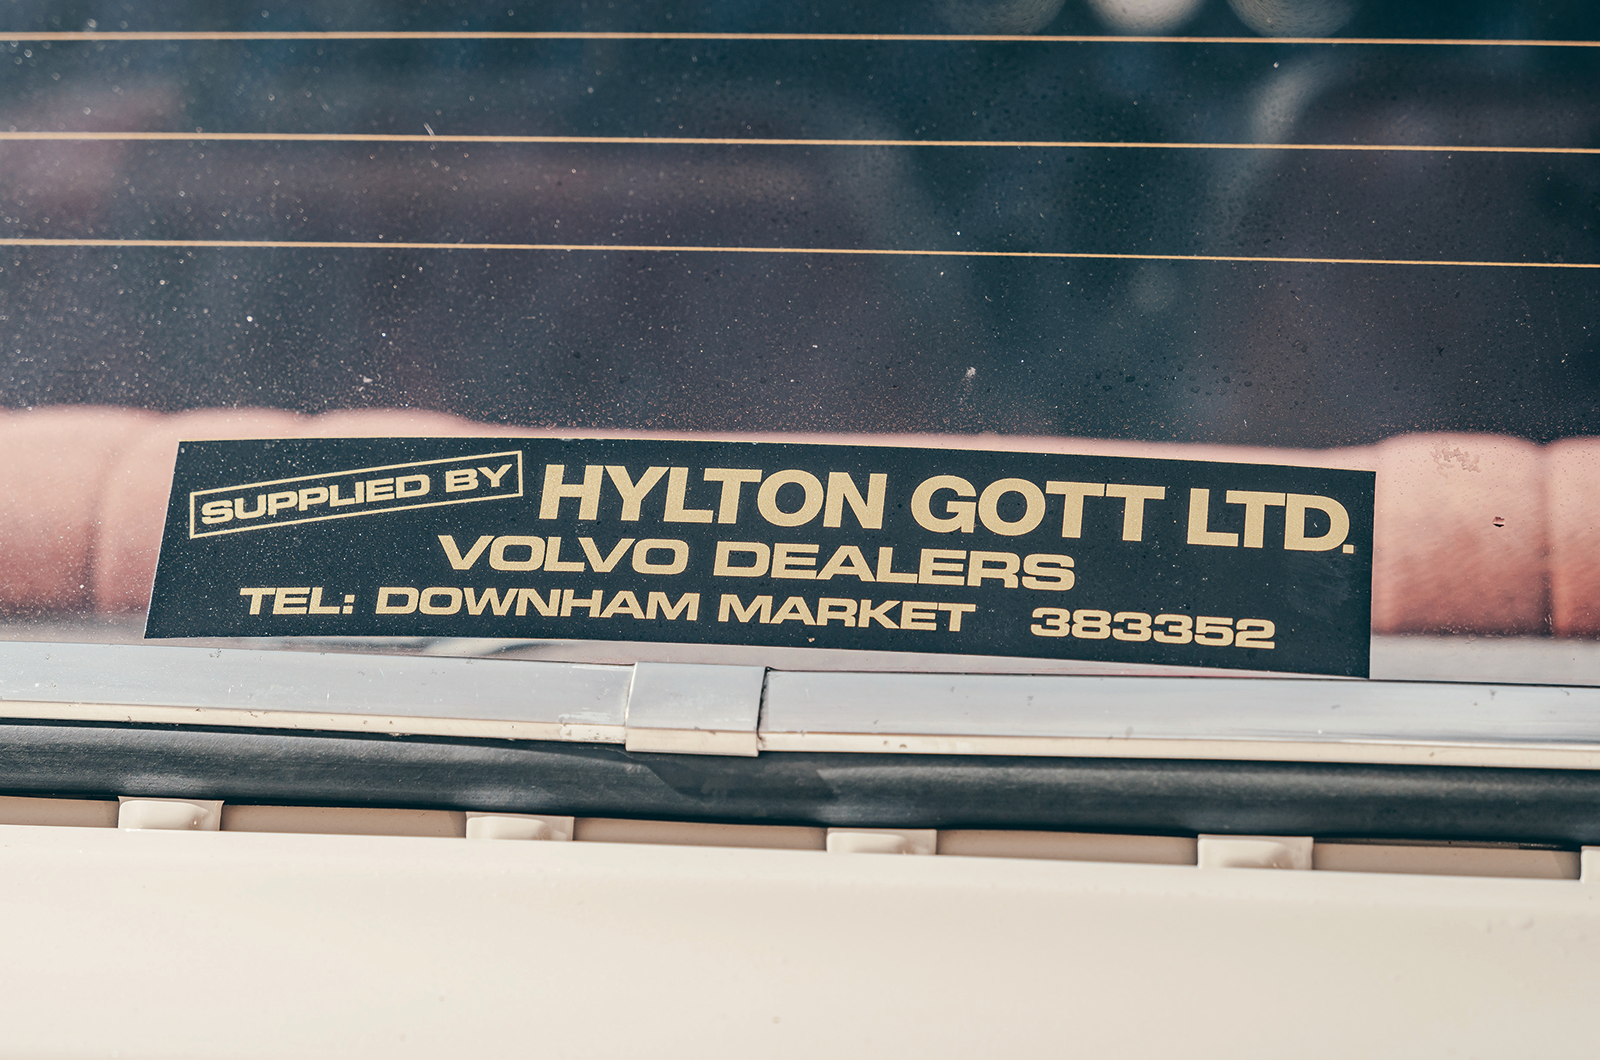 SUPPLIED BY HYLTON GOTT LTD.
VOLVO DEALERS
TEL: DOWNHAM MARKET 383352